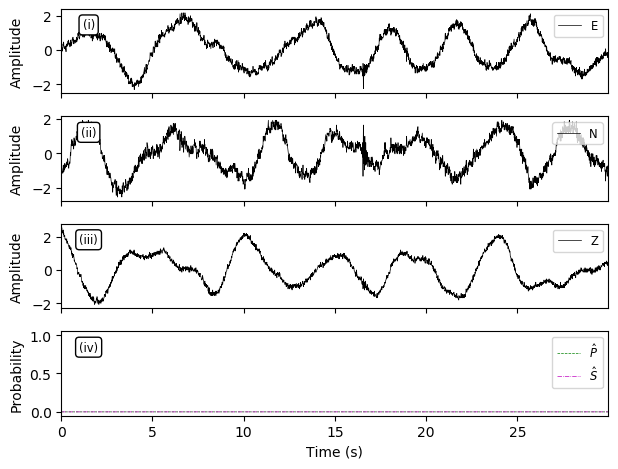 2
(i)
E
0
Amplitude
−2
2
(ii)
N
0
Amplitude
−2
2
(iii)
Z
0
Amplitude
−2
1.0
(iv)
P̂
0.5
Ŝ
Probability
0.0
0 5 10 15 20 25
Time (s)